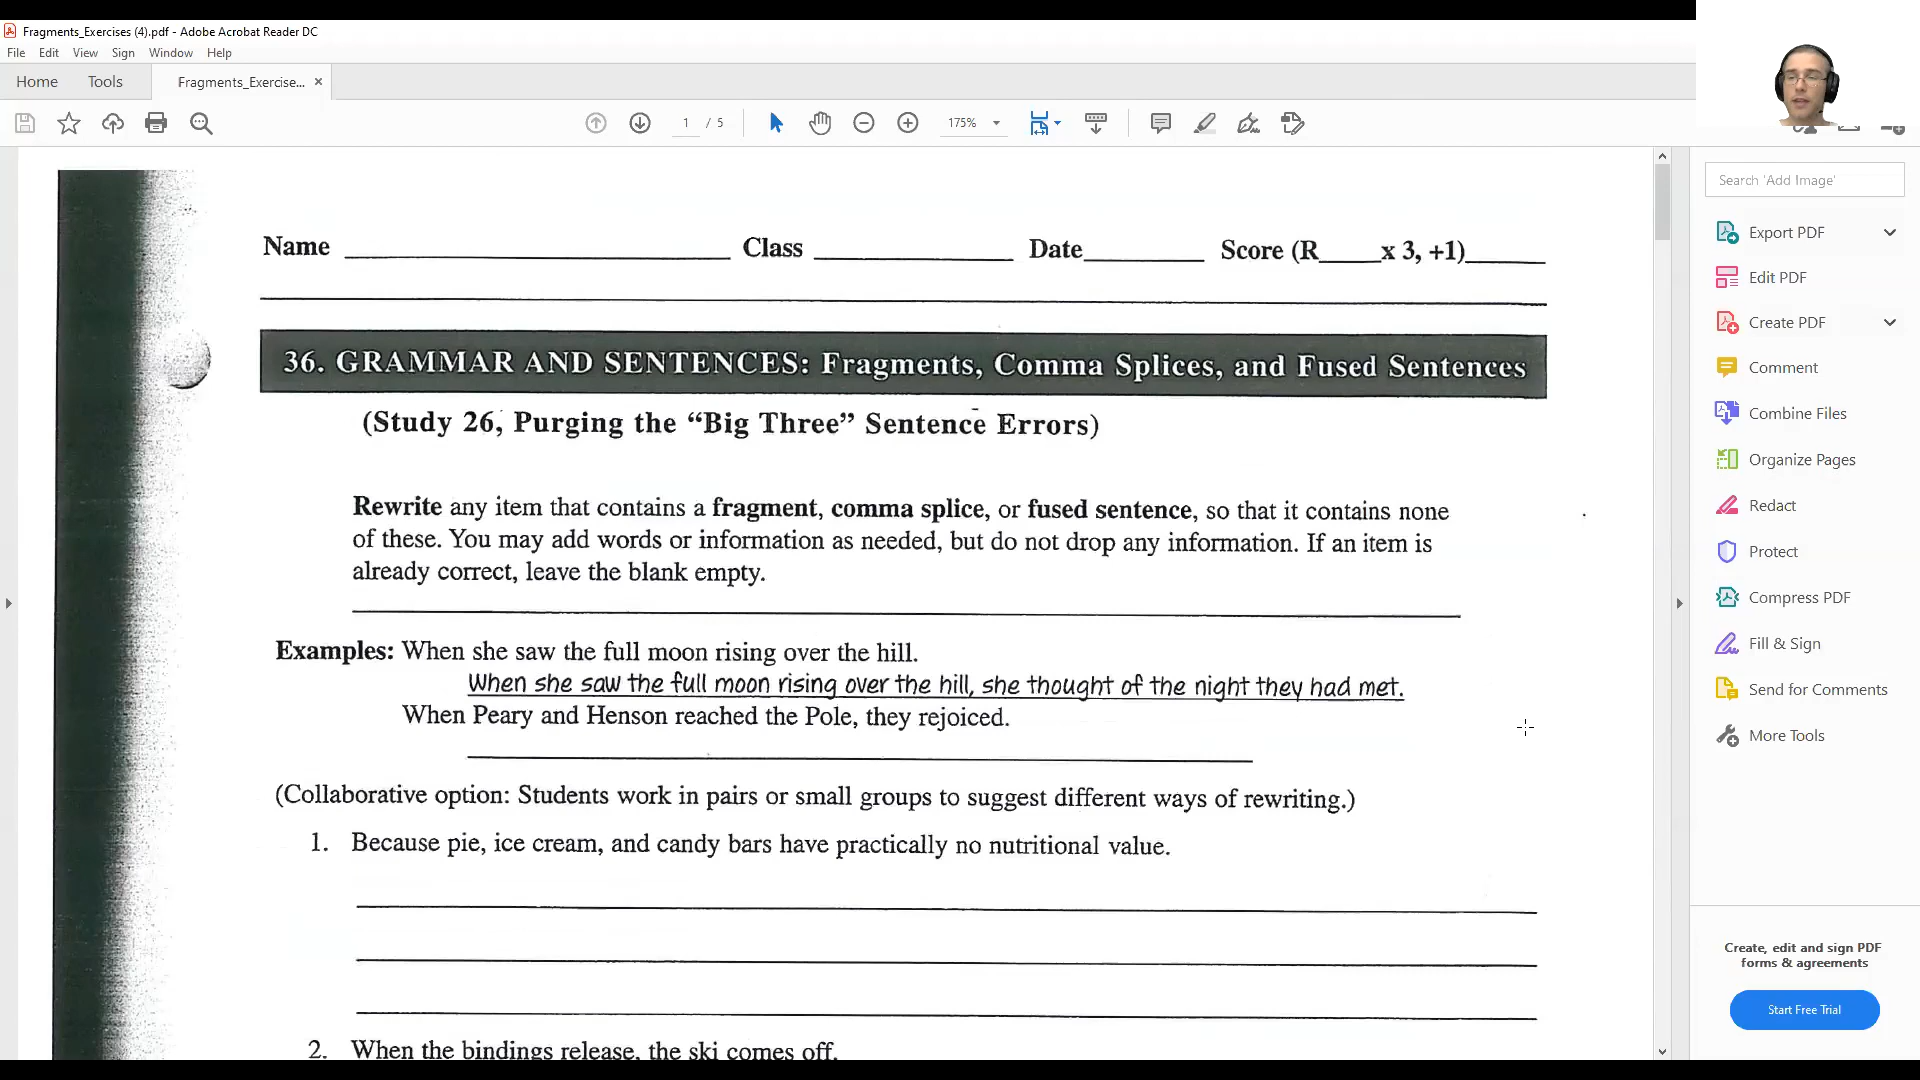 Fragments_Exercises (4).pdf - Adobe Acrobat Reader DC
File Edit View Sign Window Help
Home Tools Fragments_Exercise... ×
1 / 5 175%
Search 'Add Image'
Export PDF
Edit PDF
Create PDF
Comment
Combine Files
Organize Pages
Redact
Protect
Compress PDF
Fill & Sign
Send for Comments
More Tools
Create, edit and sign PDF
forms & agreements
Start Free Trial
Name ____ Class ____ Date____ Score (R____x 3, +1)____
36. GRAMMAR AND SENTENCES: Fragments, Comma Splices, and Fused Sentences
(Study 26, Purging the “Big Three” Sentence Errors)
Rewrite any item that contains a fragment, comma splice, or fused sentence, so that it contains none
of these. You may add words or information as needed, but do not drop any information. If an item is
already correct, leave the blank empty.
Examples: When she saw the full moon rising over the hill.
When she saw the full moon rising over the hill, she thought of the night they had met.
When Peary and Henson reached the Pole, they rejoiced.
(Collaborative option: Students work in pairs or small groups to suggest different ways of rewriting.)
1. Because pie, ice cream, and candy bars have practically no nutritional value.
2. When the bindings release, the ski comes off.